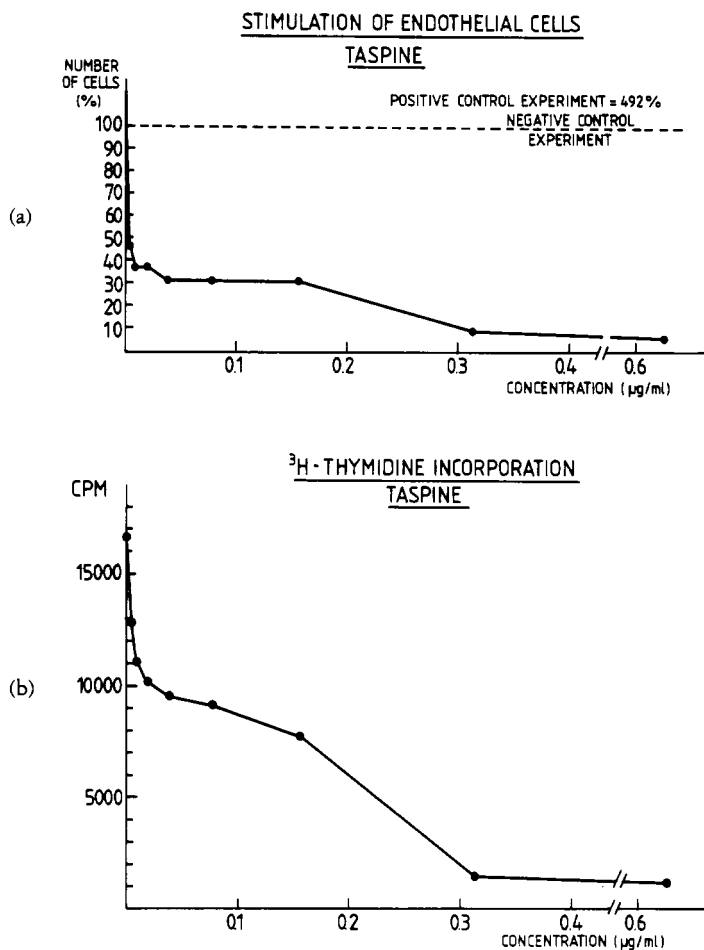 STIMULATION OF ENDOTHELIAL CELLS
TASPINE
NUMBER
OF CELLS
(%)
POSITIVE CONTROL EXPERIMENT = 492%
NEGATIVE CONTROL
EXPERIMENT
100
90
80
70
60
50
40
30
20
10
(a)
0.1 0.2 0.3 0.4 0.6
CONCENTRATION (µg/ml)
³H - THYMIDINE INCORPORATION
TASPINE
CPM
15000
10000
5000
(b)
0.1 0.2 0.3 0.4 0.6
CONCENTRATION (µg/ml)